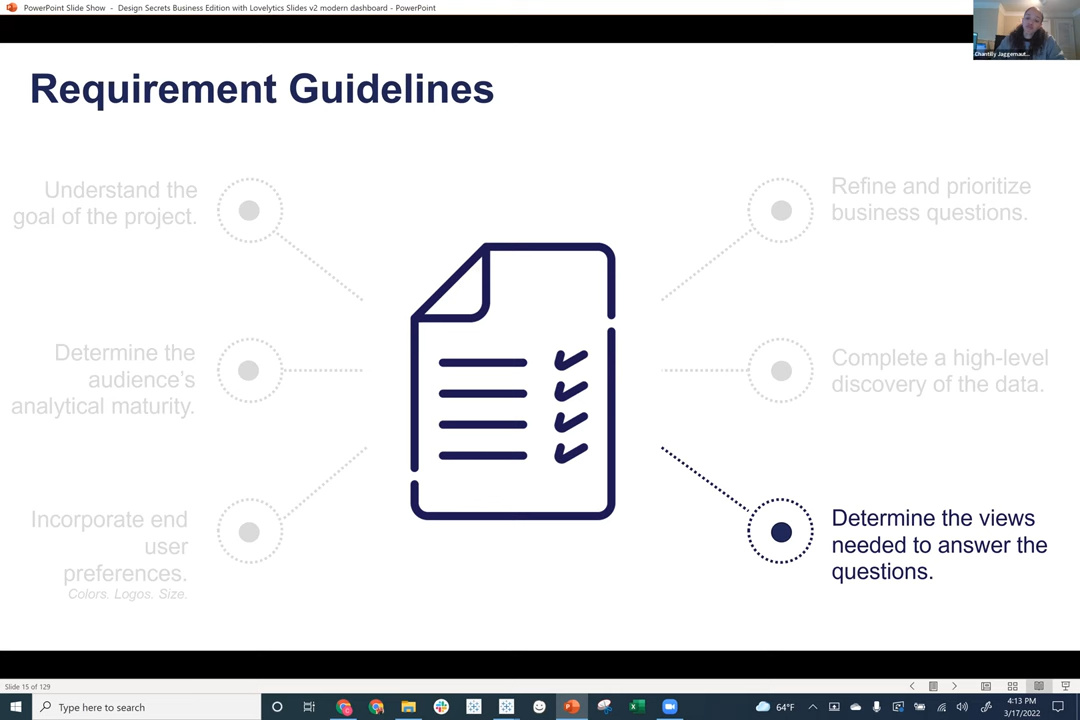 PowerPoint Slide Show - Design Secrets Business Edition with Lovelytics Slides v2 modern dashboard - PowerPoint
Chantilly Jaggernaut...
Requirement Guidelines
Understand the
goal of the project.
Determine the
audience's
analytical maturity.
Incorporate end
user
preferences.
Colors. Logos. Size.
Refine and prioritize
business questions.
Complete a high-level
discovery of the data.
Determine the views
needed to answer the
questions.
Slide 15 of 129
Type here to search
64°F
4:13 PM
3/17/2022